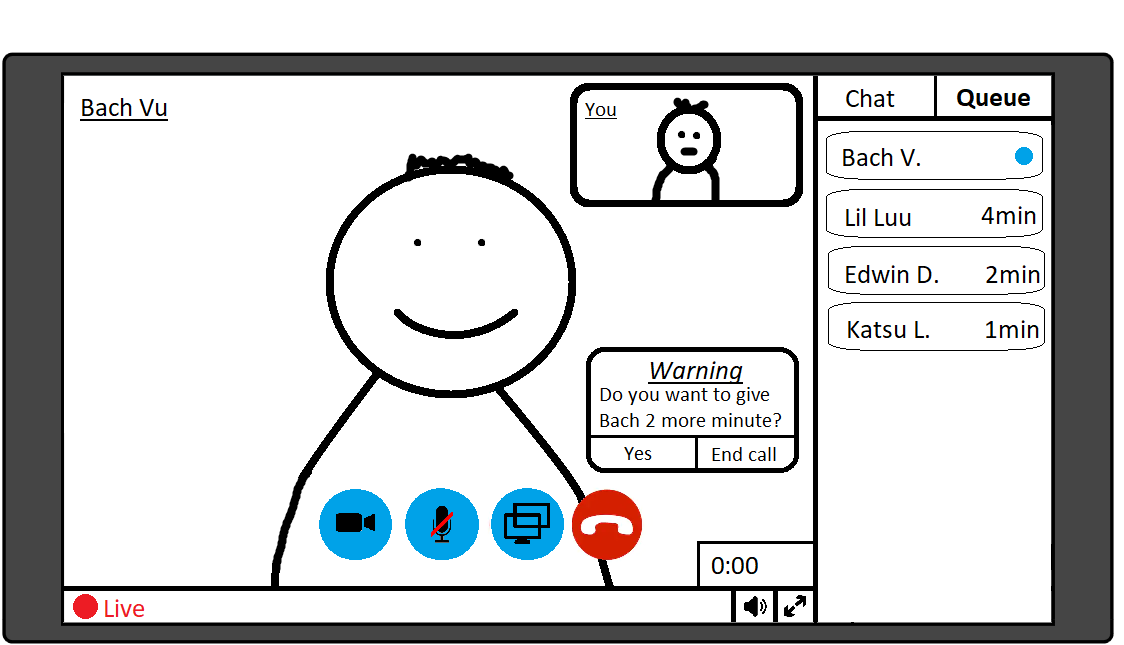 Bach Vu
You
Chat
Queue
Bach V.
Lil Luu 4min
Edwin D. 2min
Katsu L. 1min
Warning
Do you want to give
Bach 2 more minute?
Yes
End call
0:00
Live